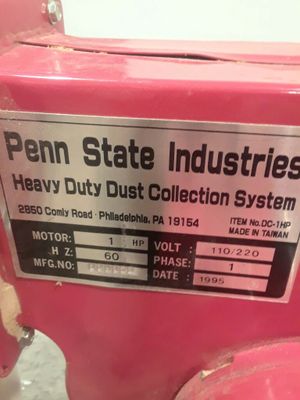 Penn State Industries
Heavy Duty Dust Collection System
2850 Comly Road · Philadelphia, PA 19154
ITEM No. DC-1HP
MADE IN TAIWAN
MOTOR: 1 HP VOLT : 110/220
H Z: 60 PHASE: 1
MFG.NO: DATE : 1995